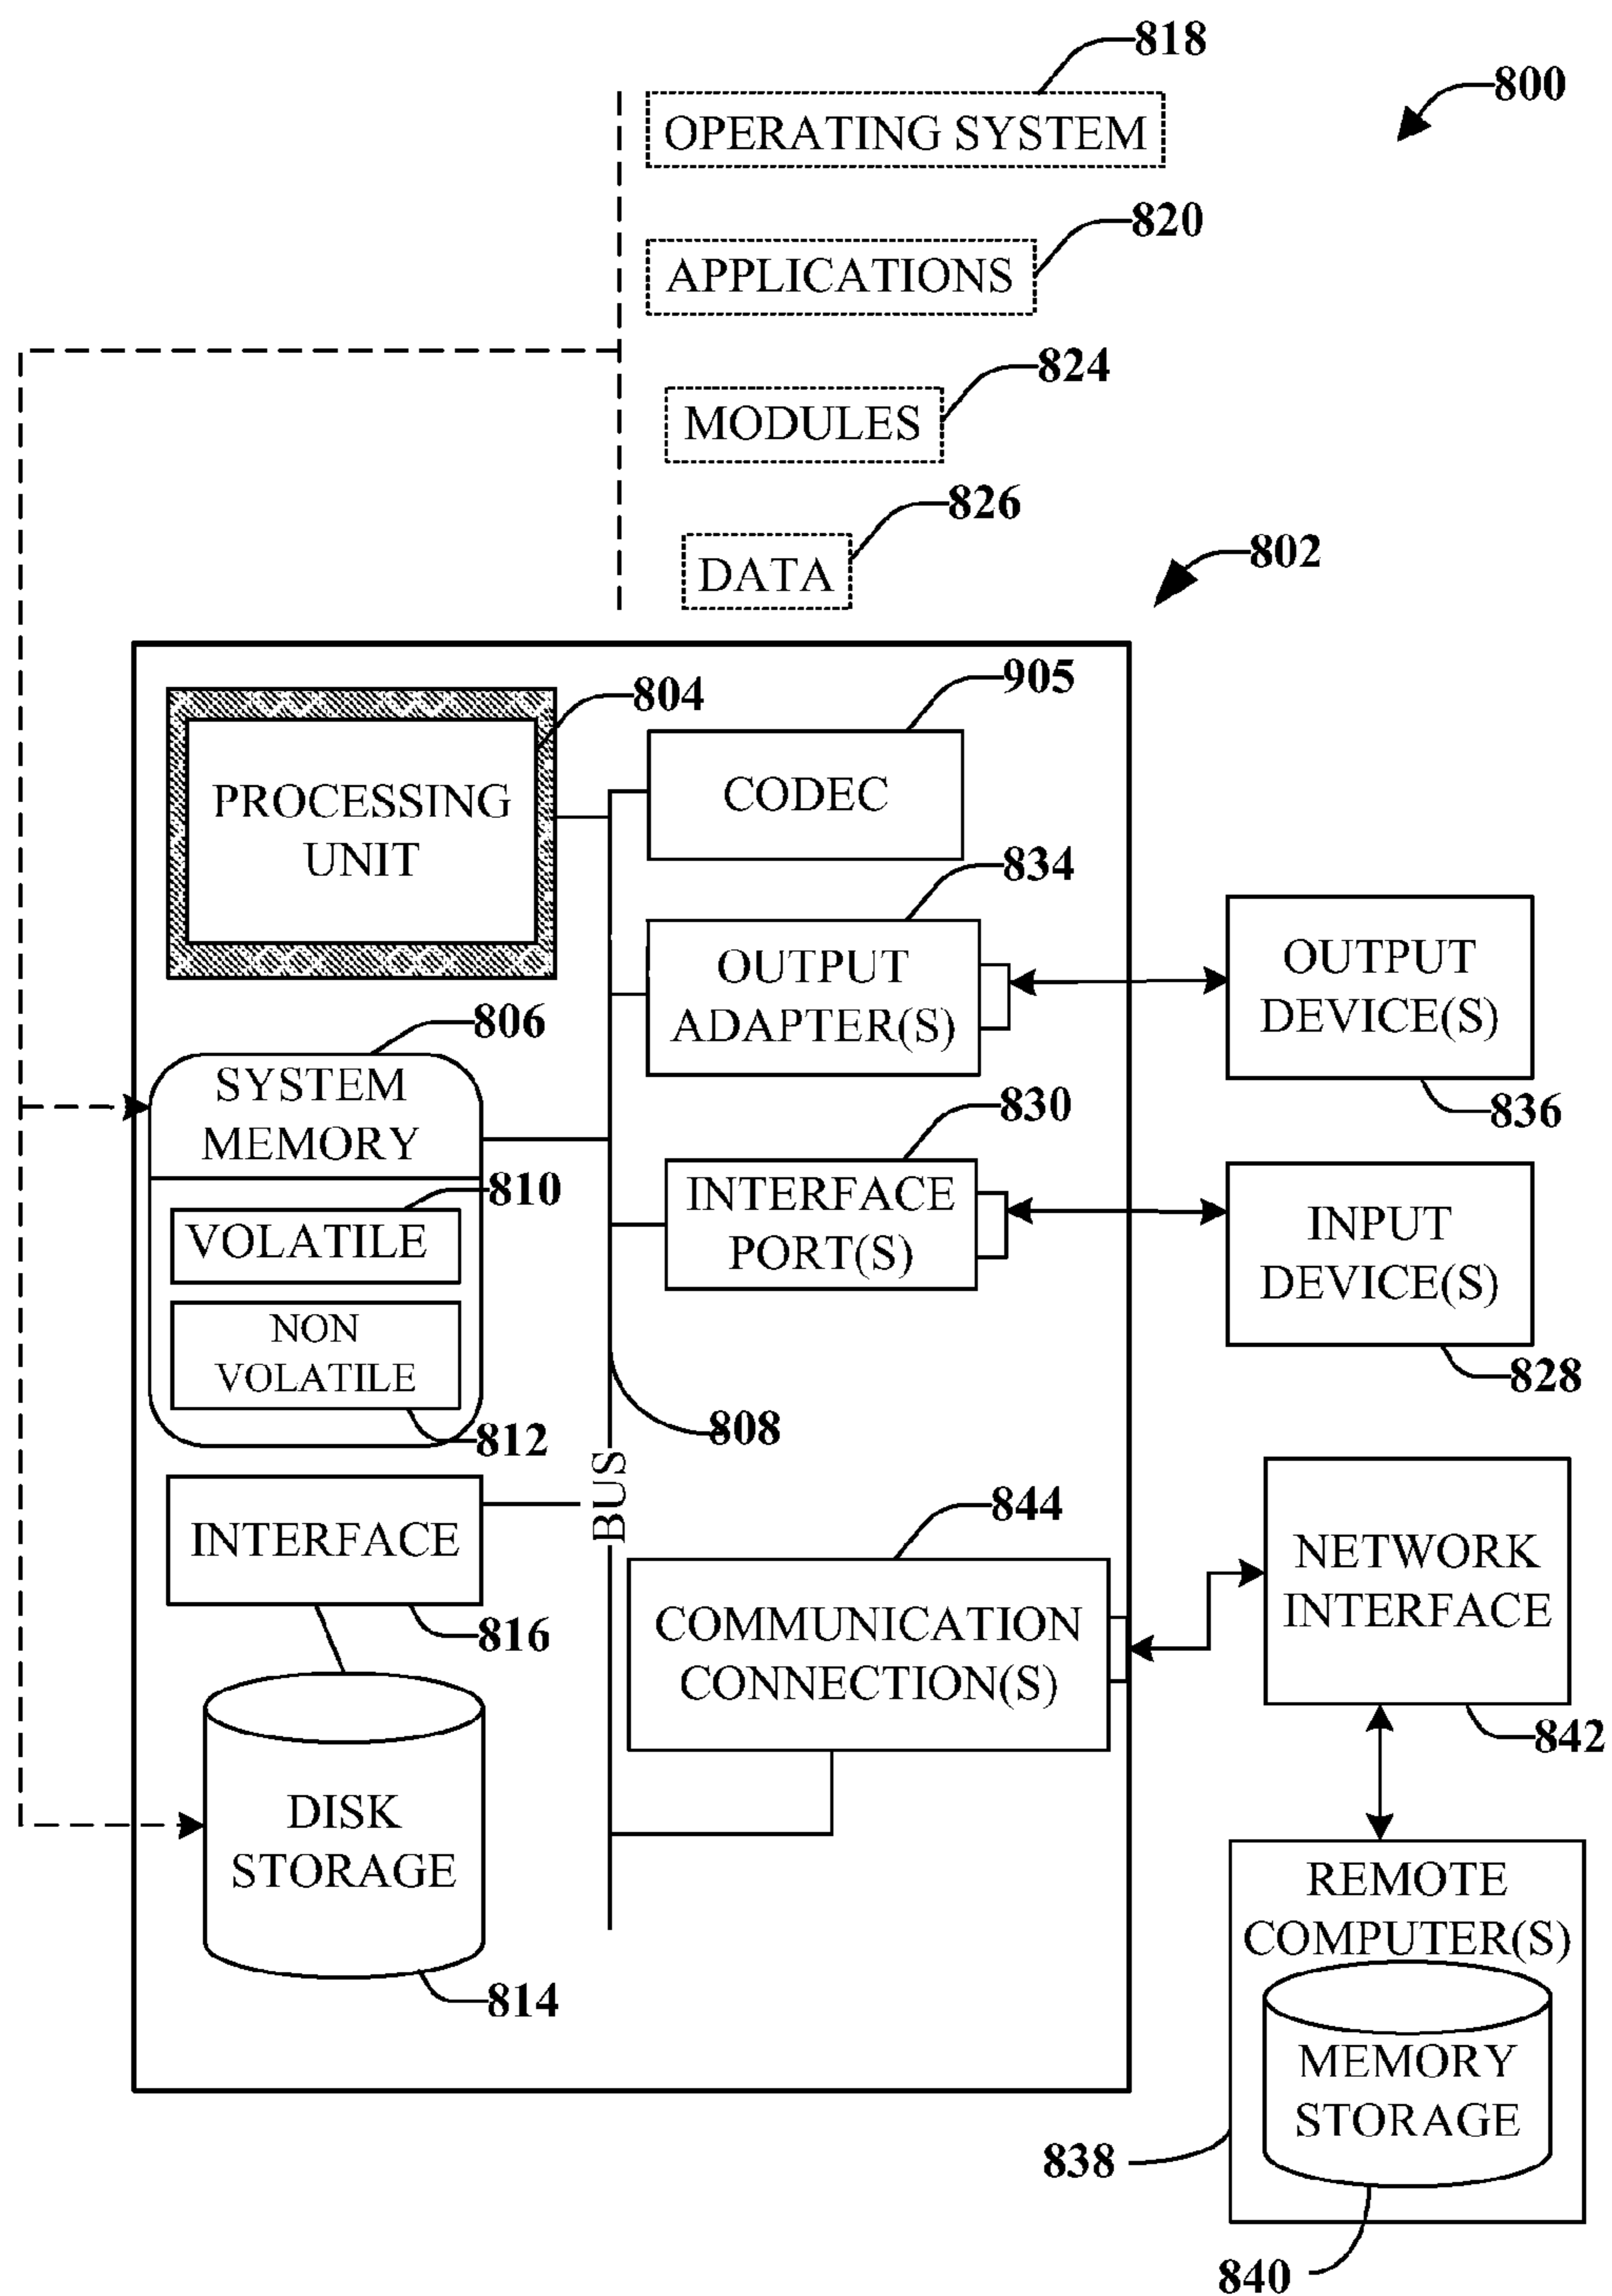 818
800
OPERATING SYSTEM
820
APPLICATIONS
824
MODULES
826
DATA
802
905
804
CODEC
PROCESSING
UNIT
834
OUTPUT
ADAPTER(S)
OUTPUT
DEVICE(S)
836
806
SYSTEM
MEMORY
830
810
INTERFACE
PORT(S)
INPUT
DEVICE(S)
828
VOLATILE
NON
VOLATILE
812
808
BUS
844
INTERFACE
816
COMMUNICATION
CONNECTION(S)
NETWORK
INTERFACE
842
DISK
STORAGE
814
REMOTE
COMPUTER(S)
MEMORY
STORAGE
838
840